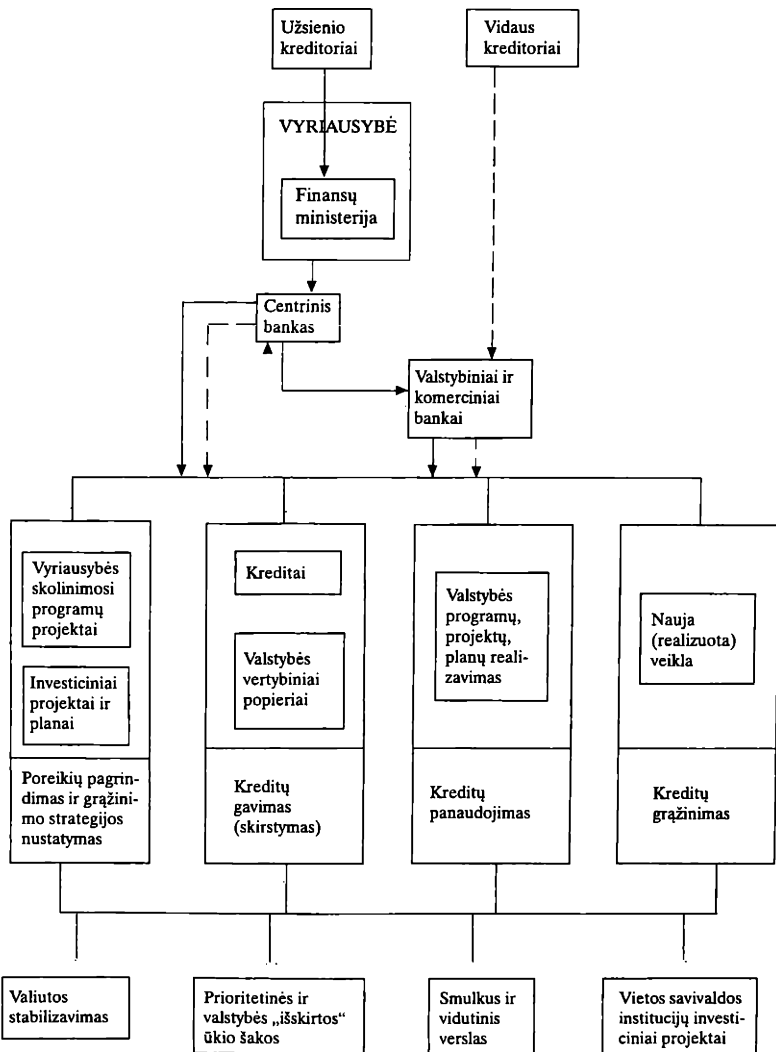 Užsienio
kreditoriai
Vidaus
kreditoriai
VYRIAUSYBĖ
Finansų
ministerija
Centrinis
bankas
Valstybiniai ir
komerciniai
bankai
Vyriausybės
skolinimosi
programų
projektai
Investiciniai
projektai ir
planai
Poreikių pagrin-
dimas ir grąžini-
mo strategijos
nustatymas
Kreditai
Valstybės
vertybiniai
popieriai
Kreditų
gavimas
(skirstymas)
Valstybės
programų,
projektų,
planų reali-
zavimas
Kreditų
panaudojimas
Nauja
(realizuota)
veikla
Kreditų
grąžinimas
Valiutos
stabilizavimas
Prioritetinės ir
valstybės „išskirtos“
ūkio šakos
Smulkus ir
vidutinis
verslas
Vietos savivaldos
institucijų investi-
ciniai projektai